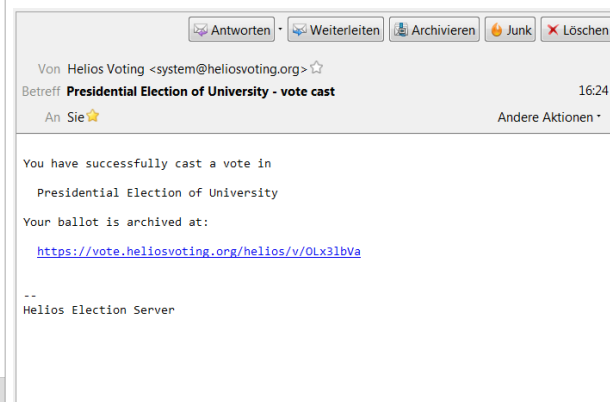 Antworten Weiterleiten Archivieren Junk Löschen
Von Helios Voting <system@heliosvoting.org>
Betreff Presidential Election of University - vote cast 16:24
An Sie Andere Aktionen
You have successfully cast a vote in
Presidential Election of University
Your ballot is archived at:
https://vote.heliosvoting.org/helios/v/OLx3lbVa
--
Helios Election Server